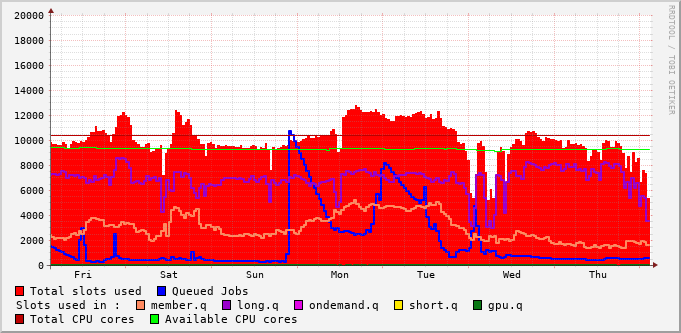 20000
18000
16000
14000
12000
10000
8000
6000
4000
2000
0
Fri Sat Sun Mon Tue Wed Thu
Total slots used Queued Jobs
Slots used in : member.q long.q ondemand.q short.q gpu.q
Total CPU cores Available CPU cores
RRDTOOL / TOBI OETIKER